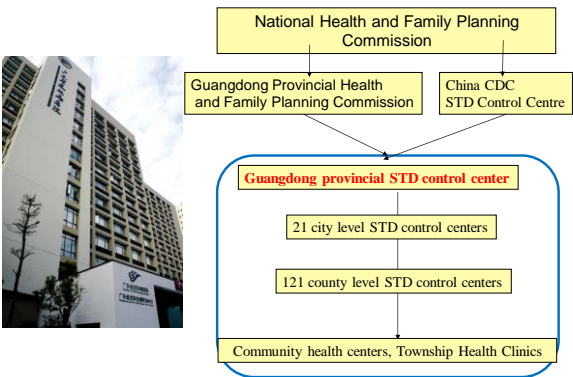 National Health and Family Planning
Commission
Guangdong Provincial Health
and Family Planning Commission
China CDC
STD Control Centre
Guangdong provincial STD control center
21 city level STD control centers
121 county level STD control centers
Community health centers, Township Health Clinics